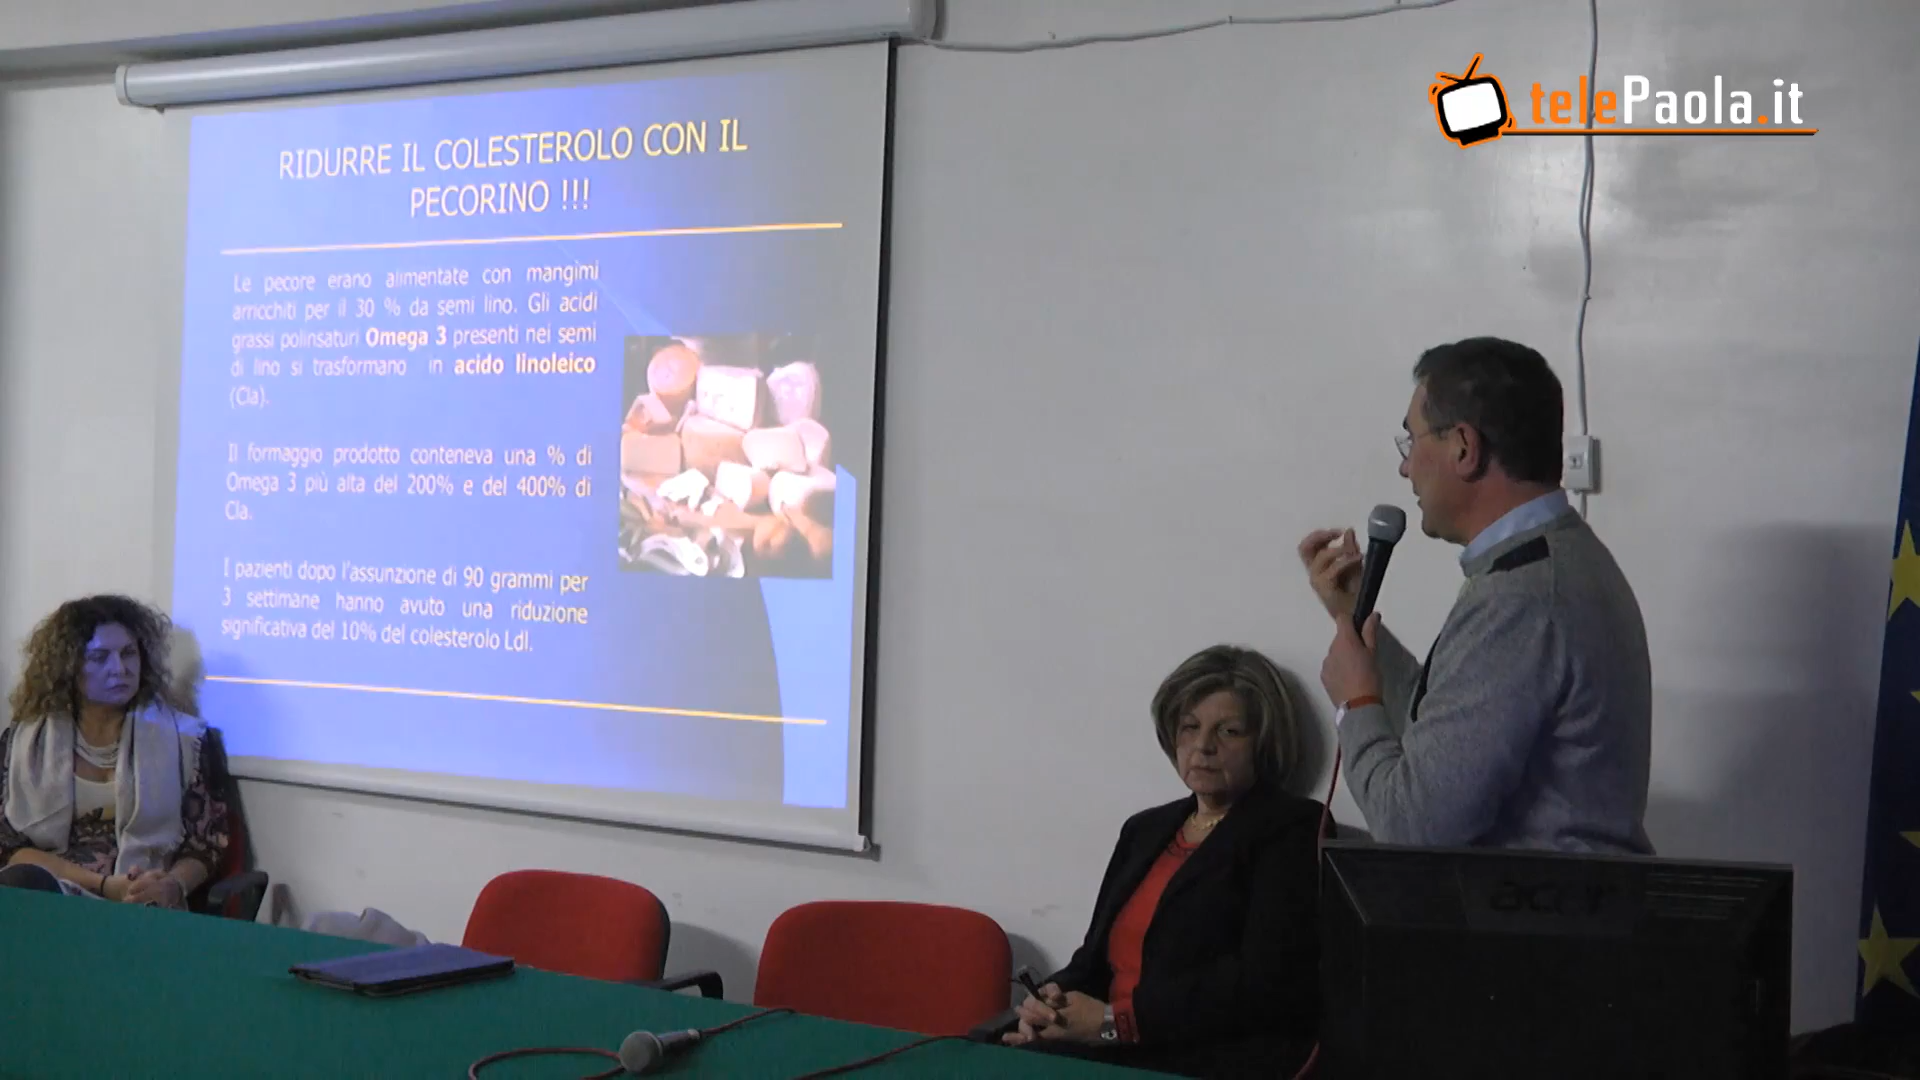 telePaola.it
RIDURRE IL COLESTEROLO CON IL
PECORINO !!!
Le pecore erano alimentate con mangimi
arricchiti per il 30 % da semi lino. Gli acidi
grassi polinsaturi Omega 3 presenti nei semi
di lino si trasformano in acido linoleico
(Cla).
Il formaggio prodotto conteneva una % di
Omega 3 più alta del 200% e del 400% di
Cla.
I pazienti dopo l'assunzione di 90 grammi per
3 settimane hanno avuto una riduzione
significativa del 10% del colesterolo Ldl.
acer